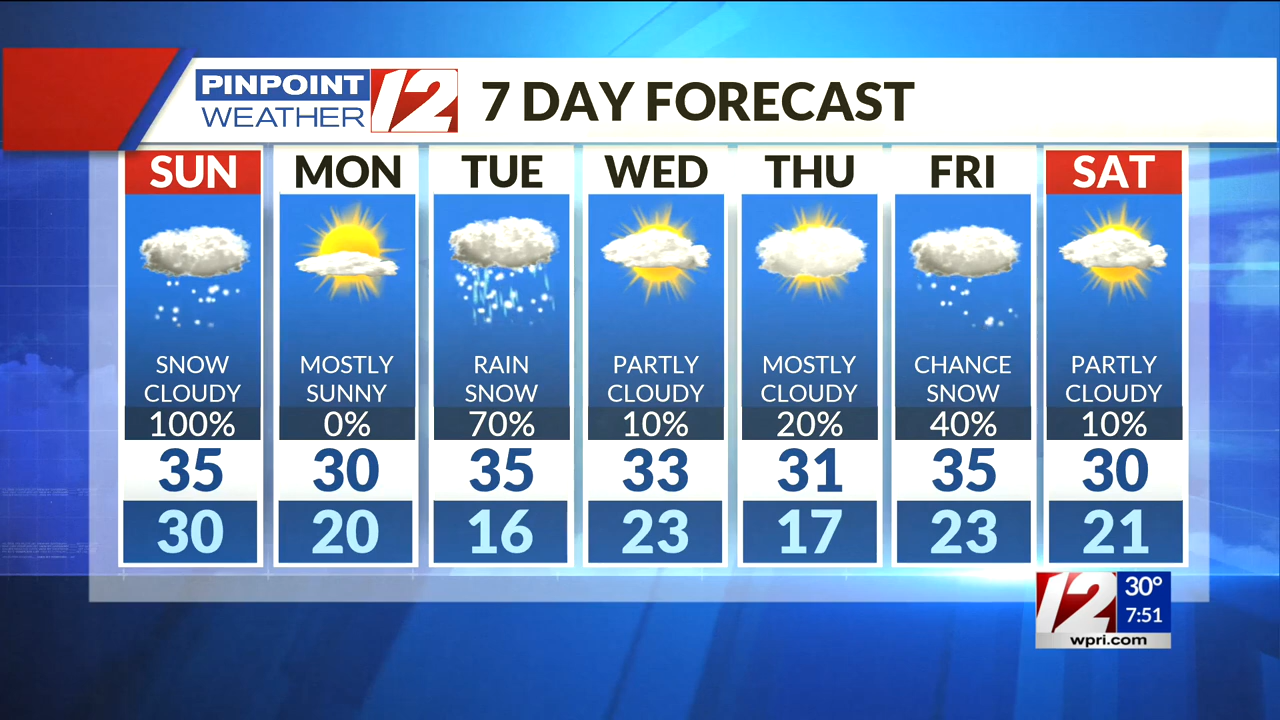 PINPOINT
WEATHER 12
7 DAY FORECAST
SUN MON TUE WED THU FRI SAT
SNOW MOSTLY RAIN PARTLY MOSTLY CHANCE PARTLY
CLOUDY SUNNY SNOW CLOUDY CLOUDY SNOW CLOUDY
100% 0% 70% 10% 20% 40% 10%
35 30 35 33 31 35 30
30 20 16 23 17 23 21
12 30°
7:51
wpri.com